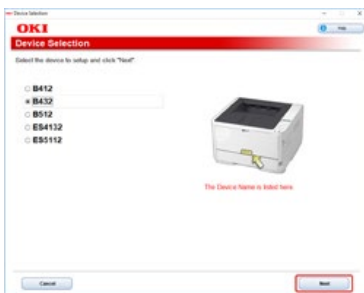 Device Selection
OKI
Help
Device Selection
Select the device to setup and click "Next"
B412
B432
B512
ES4132
ES5112
The Device Name is listed here
Cancel
Next